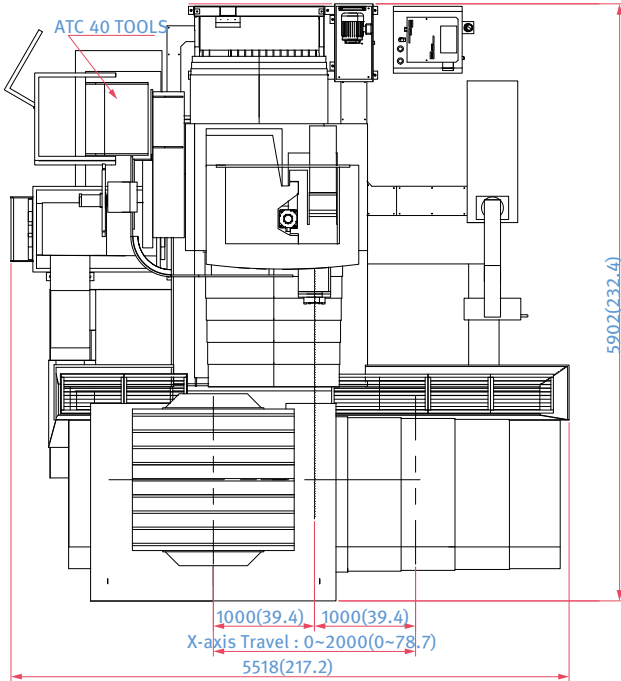 ATC 40 TOOLS
5902(232.4)
1000(39.4) 1000(39.4)
X-axis Travel : 0~2000(0~78.7)
5518(217.2)